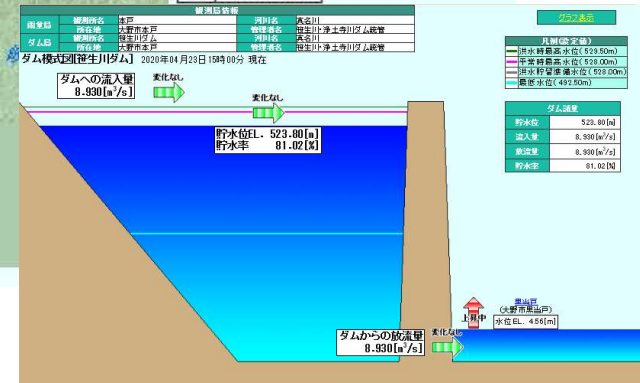 観測局情報
雨量局 観測所名 本戸 河川名 真名川
所在地 大野市本戸 管理者名 笹生川・浄土寺川ダム統管
ダム局 観測所名 笹生川ダム 河川名 真名川
所在地 大野市本戸 管理者名 笹生川・浄土寺川ダム統管
ダム模式図[笹生川ダム] 2020年04月23日15時00分 現在
グラフ表示
凡例(設定値)
洪水時最高水位(529.50m)
平常時最高水位(528.00m)
洪水貯留準備水位(528.00m)
最低水位(492.50m)
ダムへの流入量
8.930[m³/s]
変化なし
変化なし
貯水位EL. 523.80[m]
貯水率 81.02[%]
ダム諸量
貯水位 523.80[m]
流入量 8.930[m³/s]
放流量 8.930[m³/s]
貯水率 81.02[%]
上昇中
黒当戸
(大野市黒当戸)
水位EL. 4.56[m]
ダムからの放流量
8.930[m³/s]
変化なし